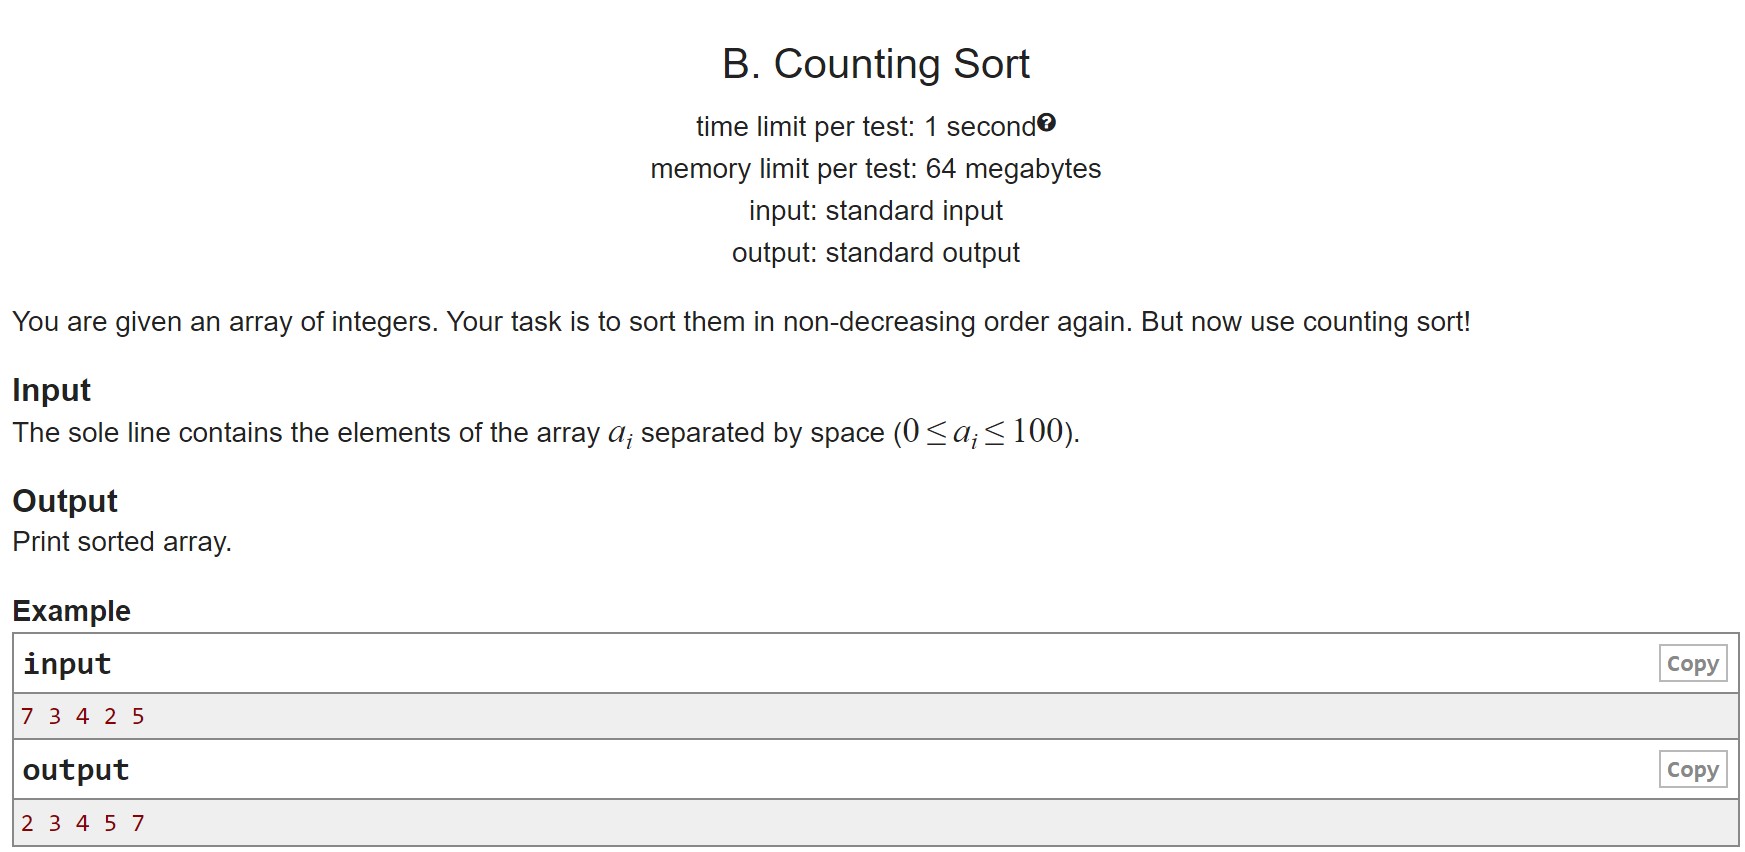 B. Counting Sort
time limit per test: 1 second?
memory limit per test: 64 megabytes
input: standard input
output: standard output
You are given an array of integers. Your task is to sort them in non-decreasing order again. But now use counting sort!
Input
The sole line contains the elements of the array aᵢ separated by space (0 ≤ aᵢ ≤ 100).
Output
Print sorted array.
Example
input
Copy
7 3 4 2 5
output
Copy
2 3 4 5 7